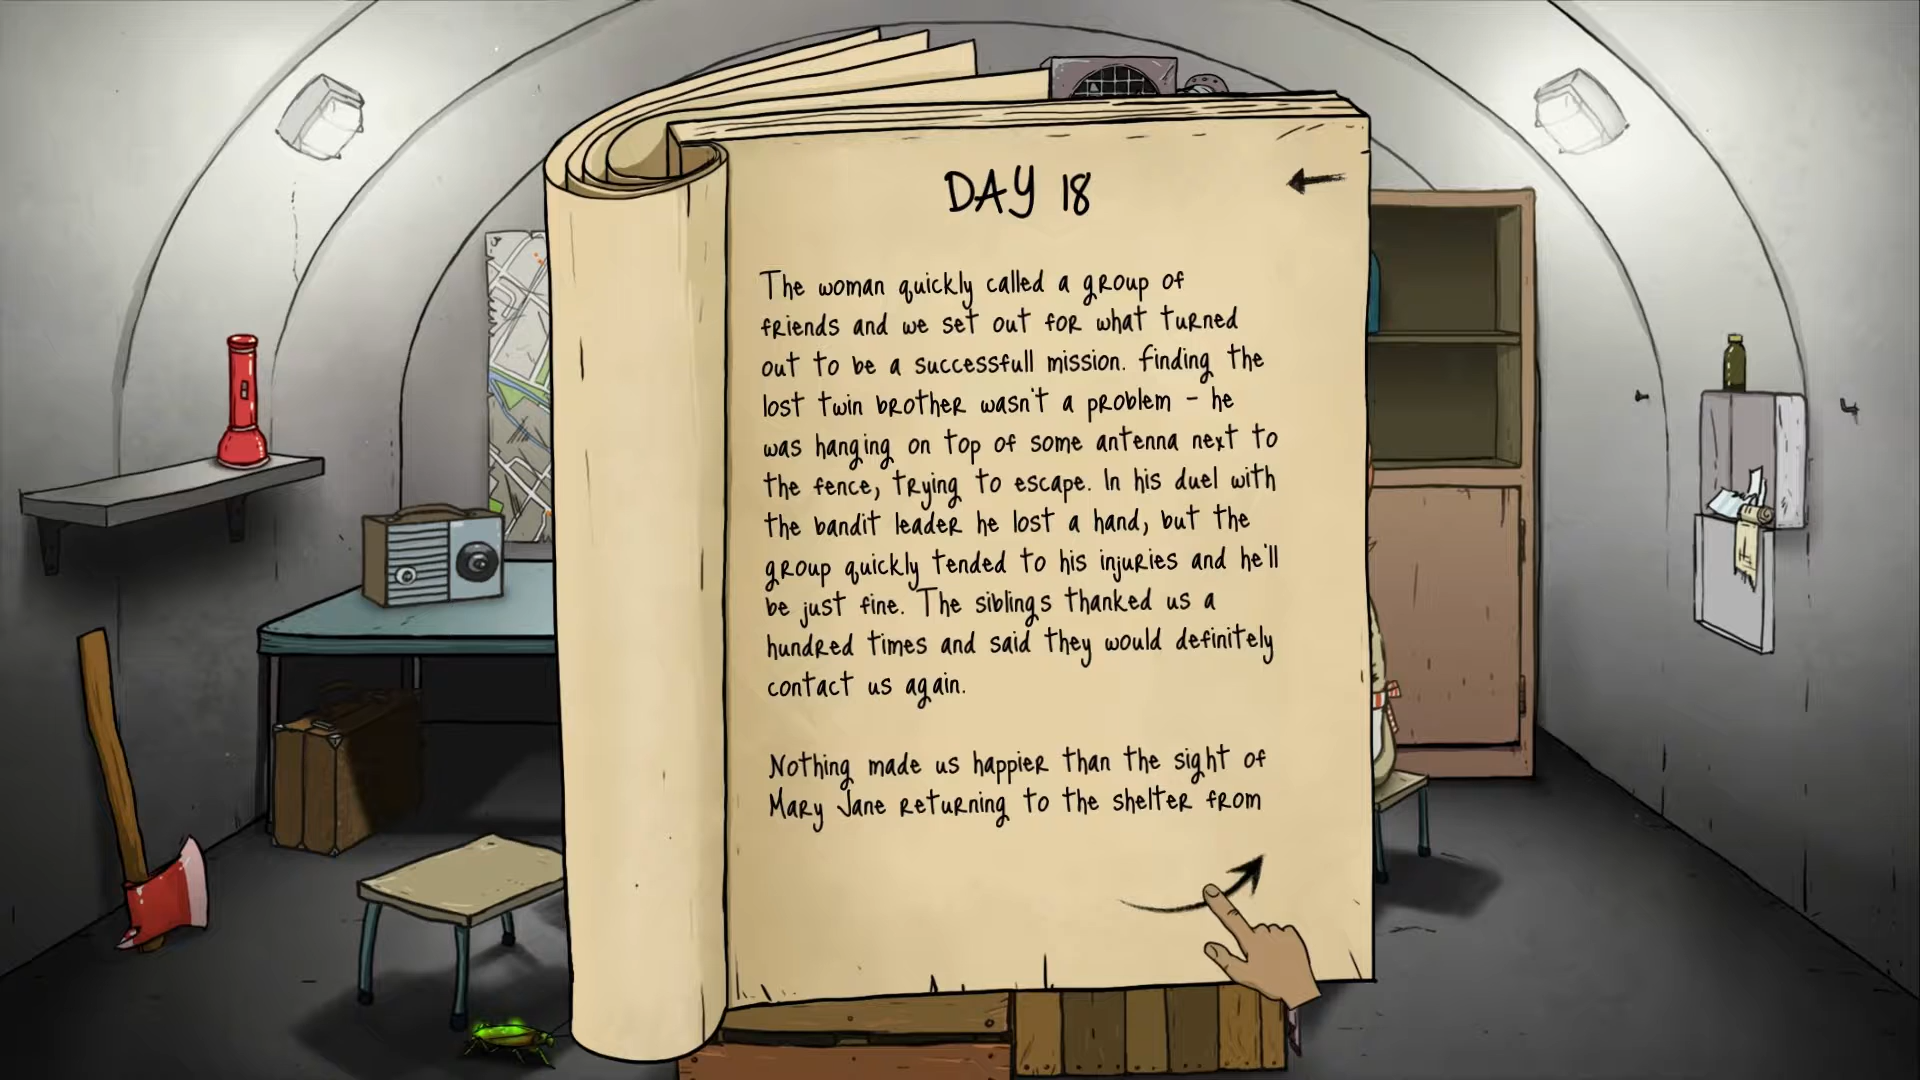 DAY 18
The woman quickly called a group of
friends and we set out for what turned
out to be a successfull mission. Finding the
lost twin brother wasn't a problem - he
was hanging on top of some antenna next to
the fence, trying to escape. In his duel with
the bandit leader he lost a hand, but the
group quickly tended to his injuries and he'll
be just fine. The siblings thanked us a
hundred times and said they would definitely
contact us again.
Nothing made us happier than the sight of
Mary Jane returning to the shelter from